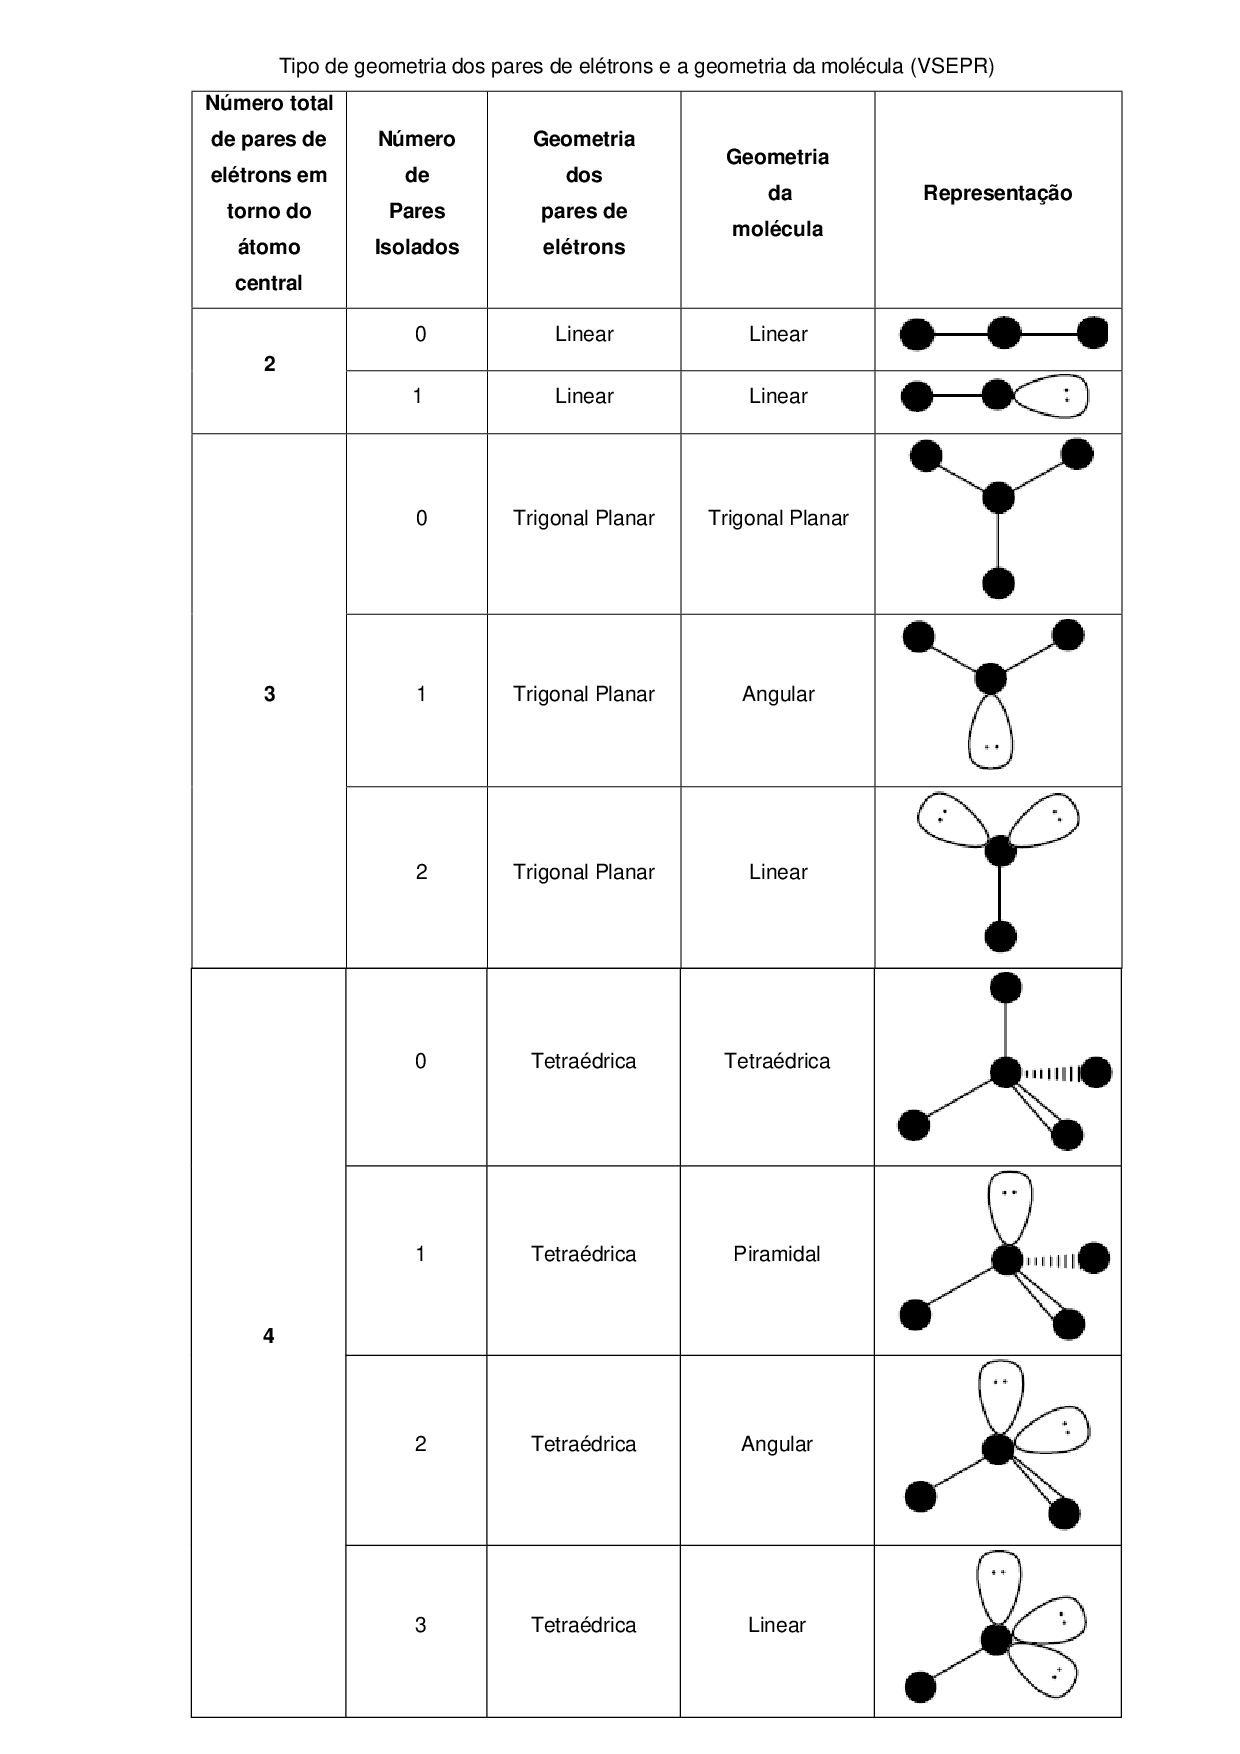 Tipo de geometria dos pares de elétrons e a geometria da molécula (VSEPR)
Número total
de pares de
elétrons em
torno do
átomo
central
Número
de
Pares
Isolados
Geometria
dos
pares de
elétrons
Geometria
da
molécula
Representação
2
0
Linear
Linear
1
Linear
Linear
3
0
Trigonal Planar
Trigonal Planar
1
Trigonal Planar
Angular
2
Trigonal Planar
Linear
4
0
Tetraédrica
Tetraédrica
1
Tetraédrica
Piramidal
2
Tetraédrica
Angular
3
Tetraédrica
Linear